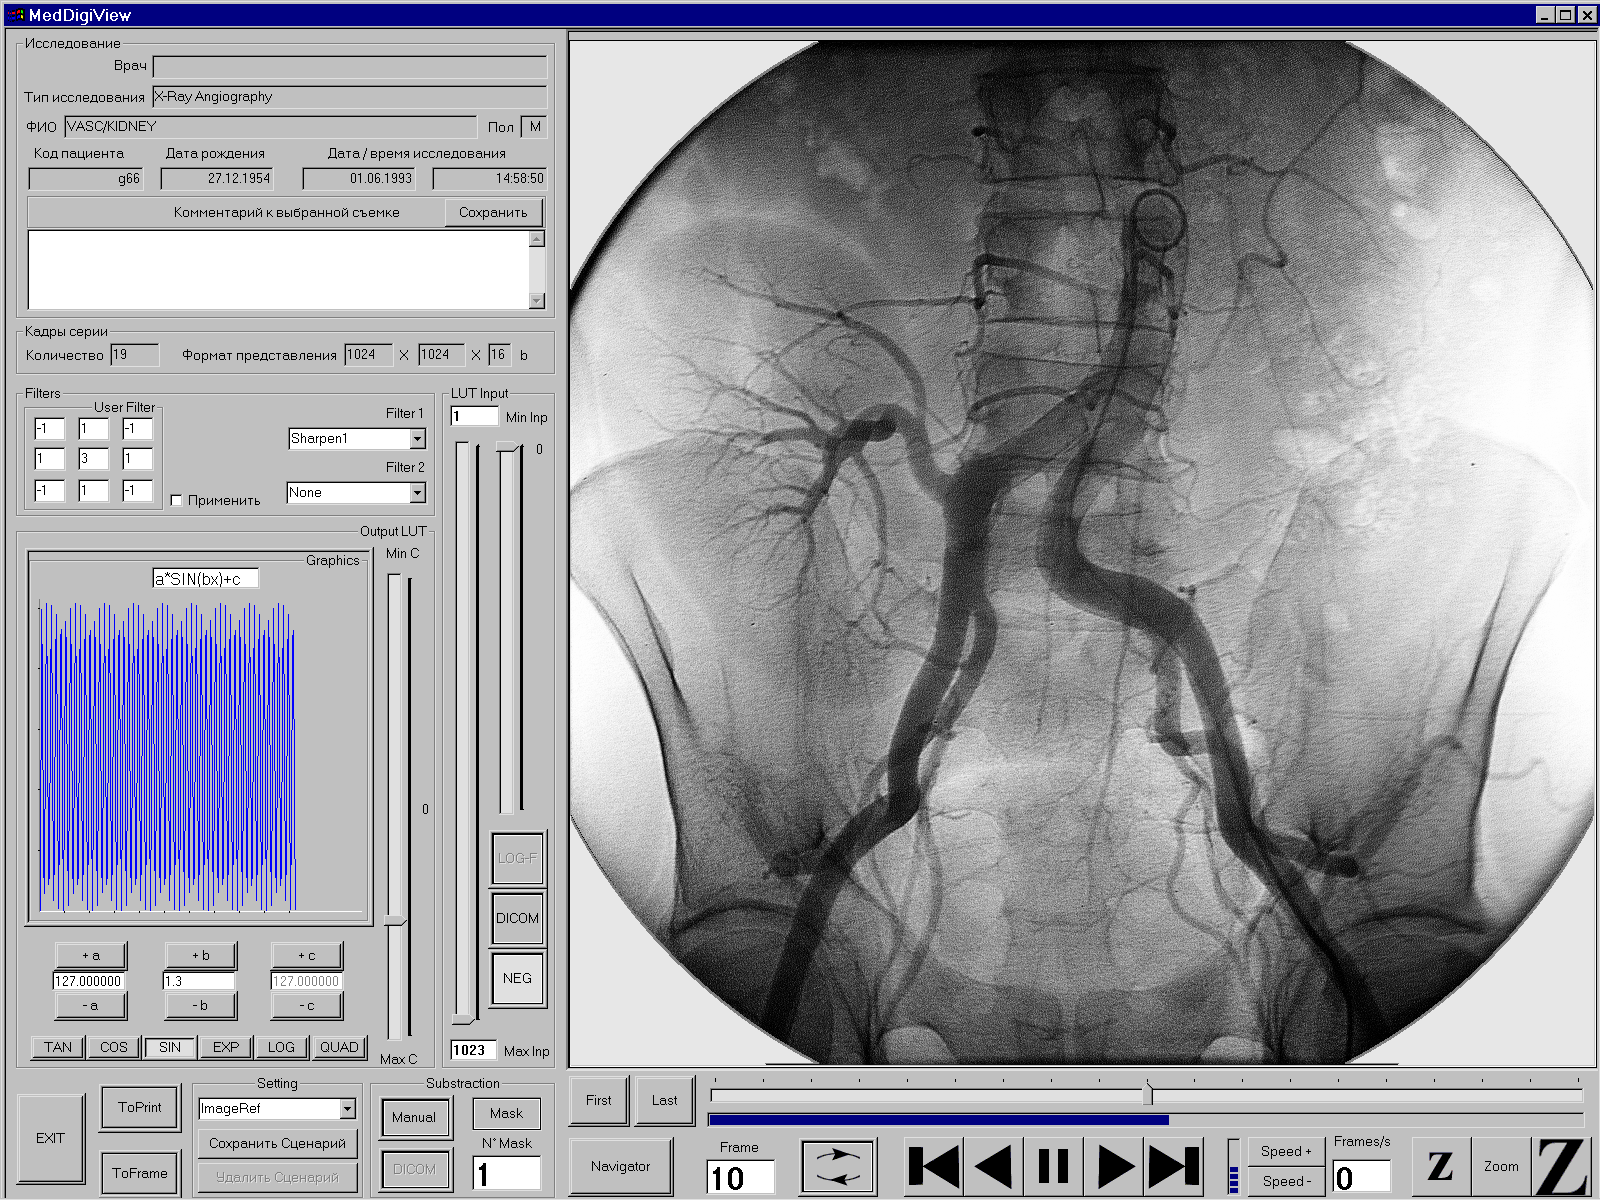 MedDigiView
Исследование
Врач
Тип исследования X-Ray Angiography
ФИО VASC/KIDNEY Пол M
Код пациента Дата рождения Дата / время исследования
g66 27.12.1954 01.06.1993 14:58:50
Комментарий к выбранной съемке Сохранить
Кадры серии
Количество 19 Формат представления 1024 X 1024 X 16 b
Filters
User Filter
-1 1 -1
1 3 1
-1 1 -1
Filter 1
Sharpen1
Filter 2
None
Применить
LUT Input
1 Min Inp
0
Output LUT
Graphics
a*SIN(bx)+c
Min C
0
LOG-F
DICOM
NEG
+ a + b + c
127.000000 1.3 127.000000
- a - b - c
TAN COS SIN EXP LOG QUAD
Max C
1023 Max Inp
EXIT
ToPrint
ToFrame
Setting
ImageRef
Сохранить Сценарий
Удалить Сценарий
Substraction
Manual Mask
N° Mask
DICOM 1
First Last
Navigator
Frame
10
Speed +
Speed -
Frames/s
0
Z Zoom Z